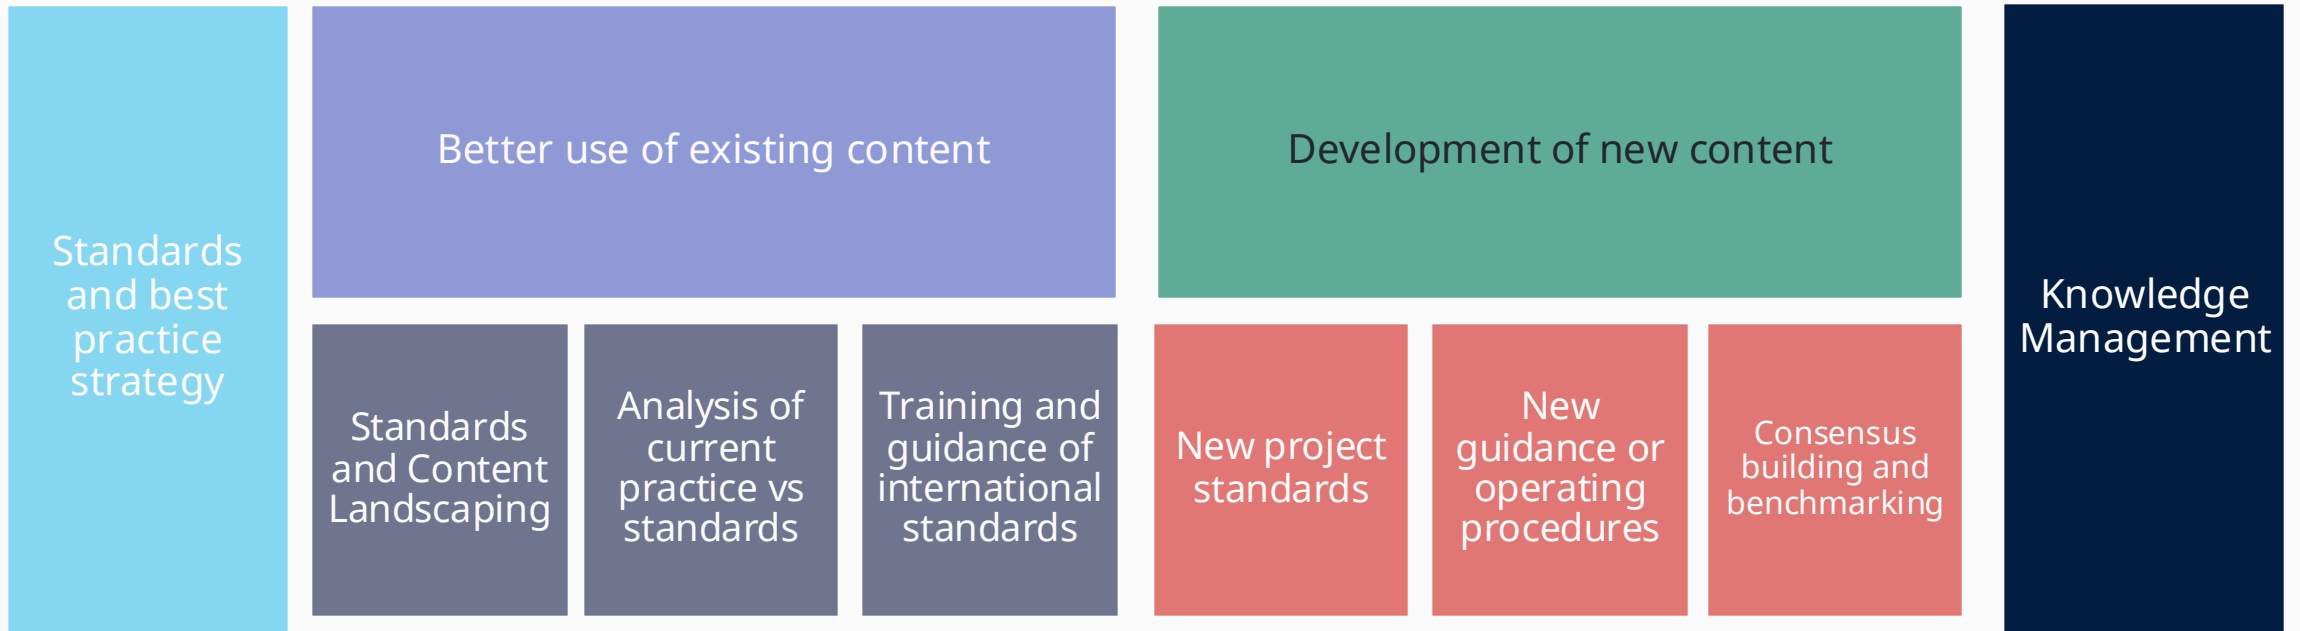 Standards
and best
practice
strategy
Better use of existing content
Standards
and Content
Landscaping
Analysis of
current
practice vs
standards
Training and
guidance of
international
standards
Development of new content
New project
standards
New
guidance or
operating
procedures
Consensus
building and
benchmarking
Knowledge
Management